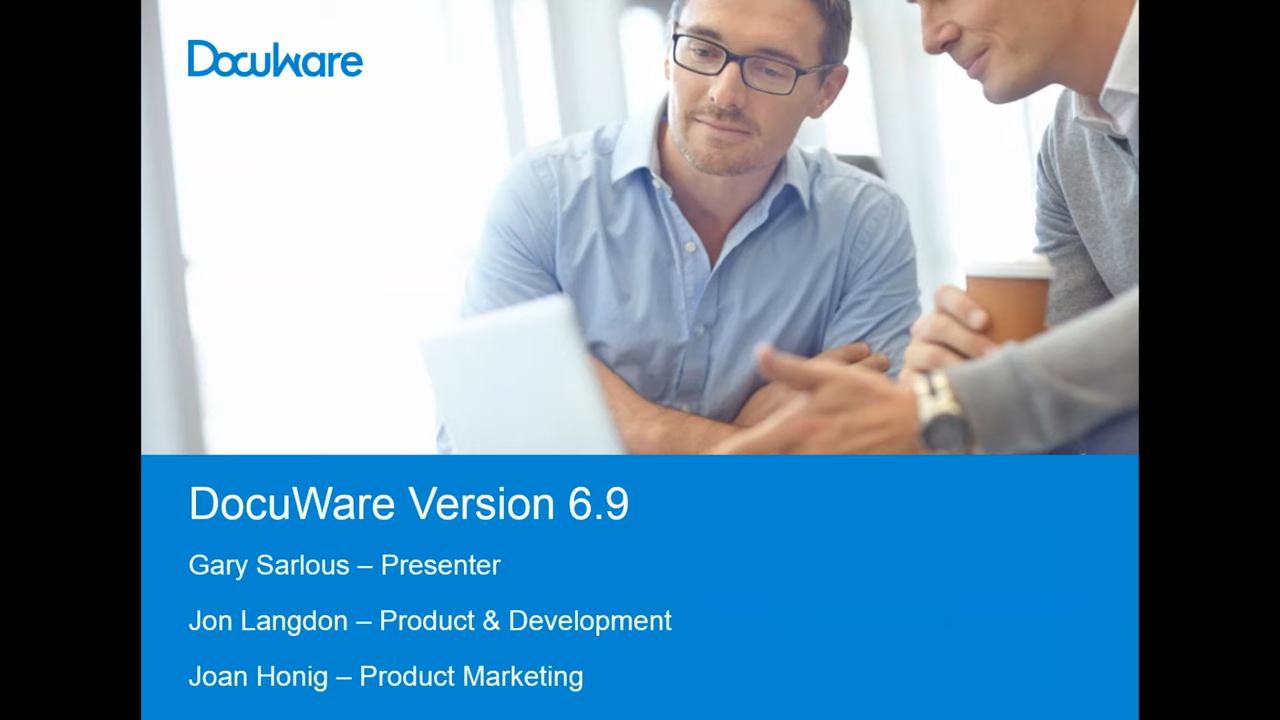 DocuWare
DocuWare Version 6.9
Gary Sarlous – Presenter
Jon Langdon – Product & Development
Joan Honig – Product Marketing